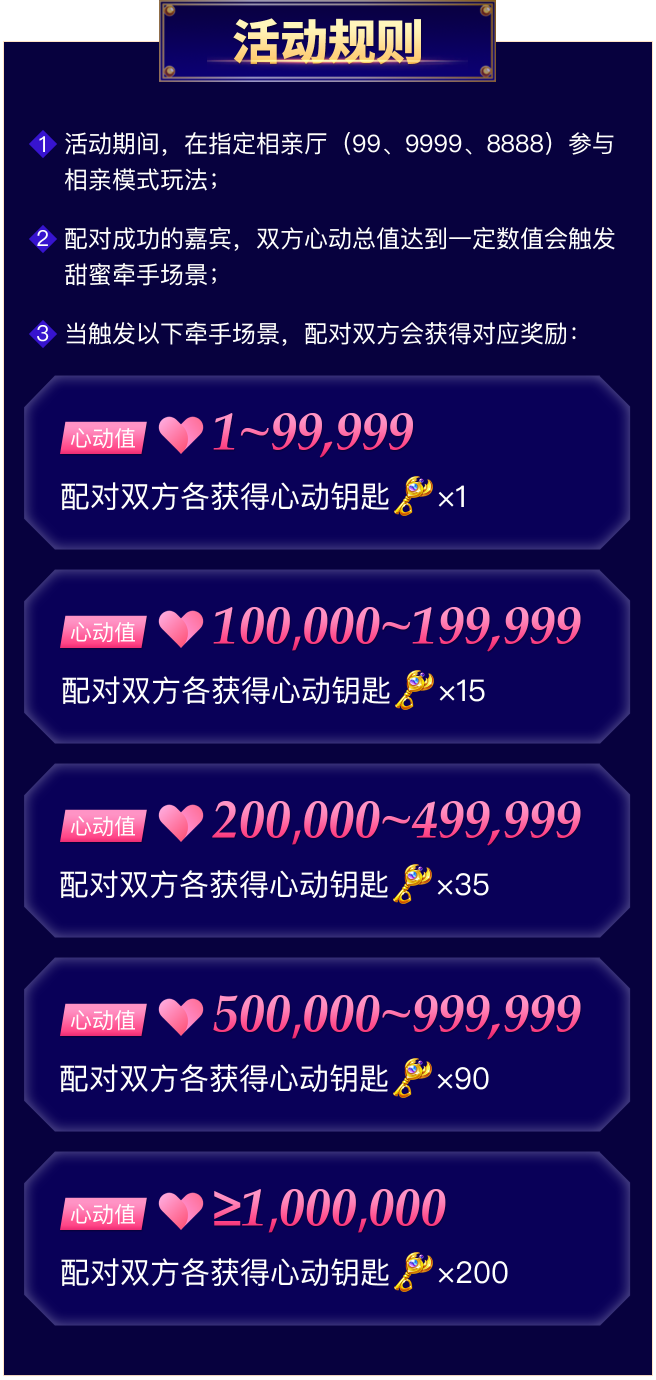 活动规则
1 活动期间，在指定相亲厅（99、9999、8888）参与
相亲模式玩法；
2 配对成功的嘉宾，双方心动总值达到一定数值会触发
甜蜜牵手场景；
3 当触发以下牵手场景，配对双方会获得对应奖励：
心动值 1~99,999
配对双方各获得心动钥匙 ×1
心动值 100,000~199,999
配对双方各获得心动钥匙 ×15
心动值 200,000~499,999
配对双方各获得心动钥匙 ×35
心动值 500,000~999,999
配对双方各获得心动钥匙 ×90
心动值 ≥1,000,000
配对双方各获得心动钥匙 ×200